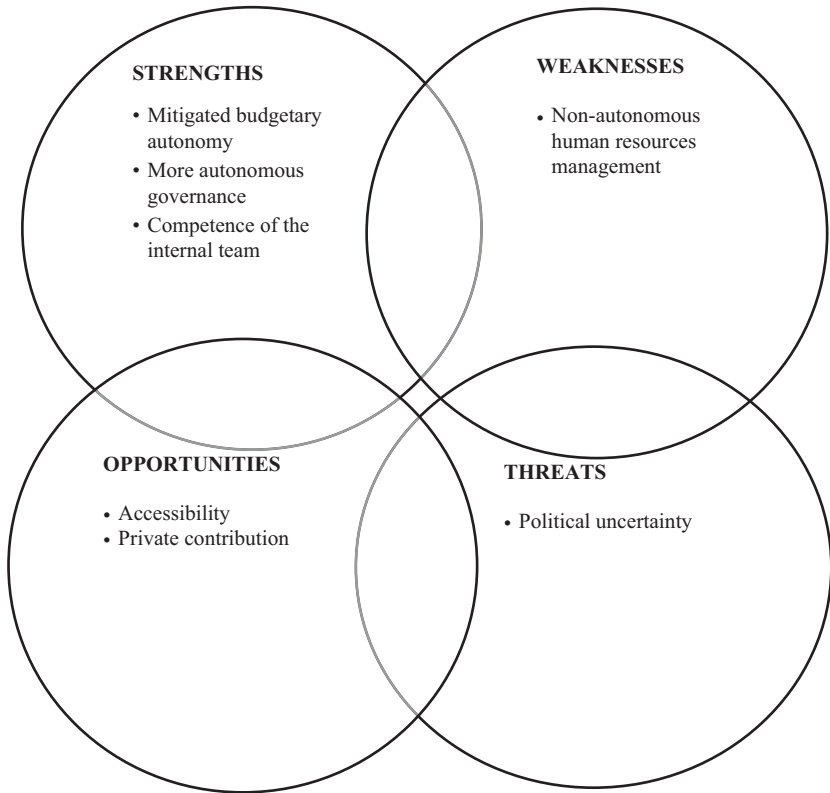 STRENGTHS
• Mitigated budgetary
autonomy
• More autonomous
governance
• Competence of the
internal team
WEAKNESSES
• Non-autonomous
human resources
management
OPPORTUNITIES
• Accessibility
• Private contribution
THREATS
• Political uncertainty